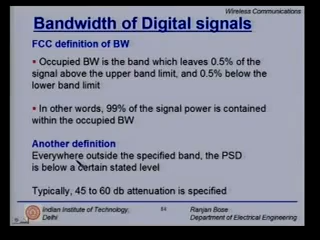 Wireless Communications
Bandwidth of Digital signals
FCC definition of BW
Occupied BW is the band which leaves 0.5% of the
signal above the upper band limit, and 0.5% below the
lower band limit
In other words, 99% of the signal power is contained
within the occupied BW
Another definition
Everywhere outside the specified band, the PSD
is below a certain stated level
Typically, 45 to 60 db attenuation is specified
Indian Institute of Technology,
Delhi
Ranjan Bose
Department of Electrical Engineering